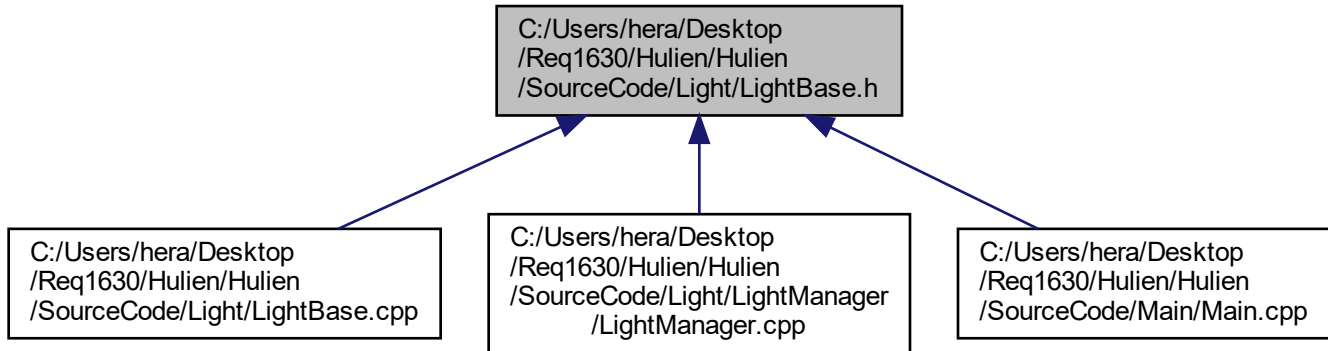 C:/Users/hera/Desktop
/Req1630/Hulien/Hulien
/SourceCode/Light/LightBase.h
C:/Users/hera/Desktop
/Req1630/Hulien/Hulien
/SourceCode/Light/LightBase.cpp
C:/Users/hera/Desktop
/Req1630/Hulien/Hulien
/SourceCode/Light/LightManager
/LightManager.cpp
C:/Users/hera/Desktop
/Req1630/Hulien/Hulien
/SourceCode/Main/Main.cpp